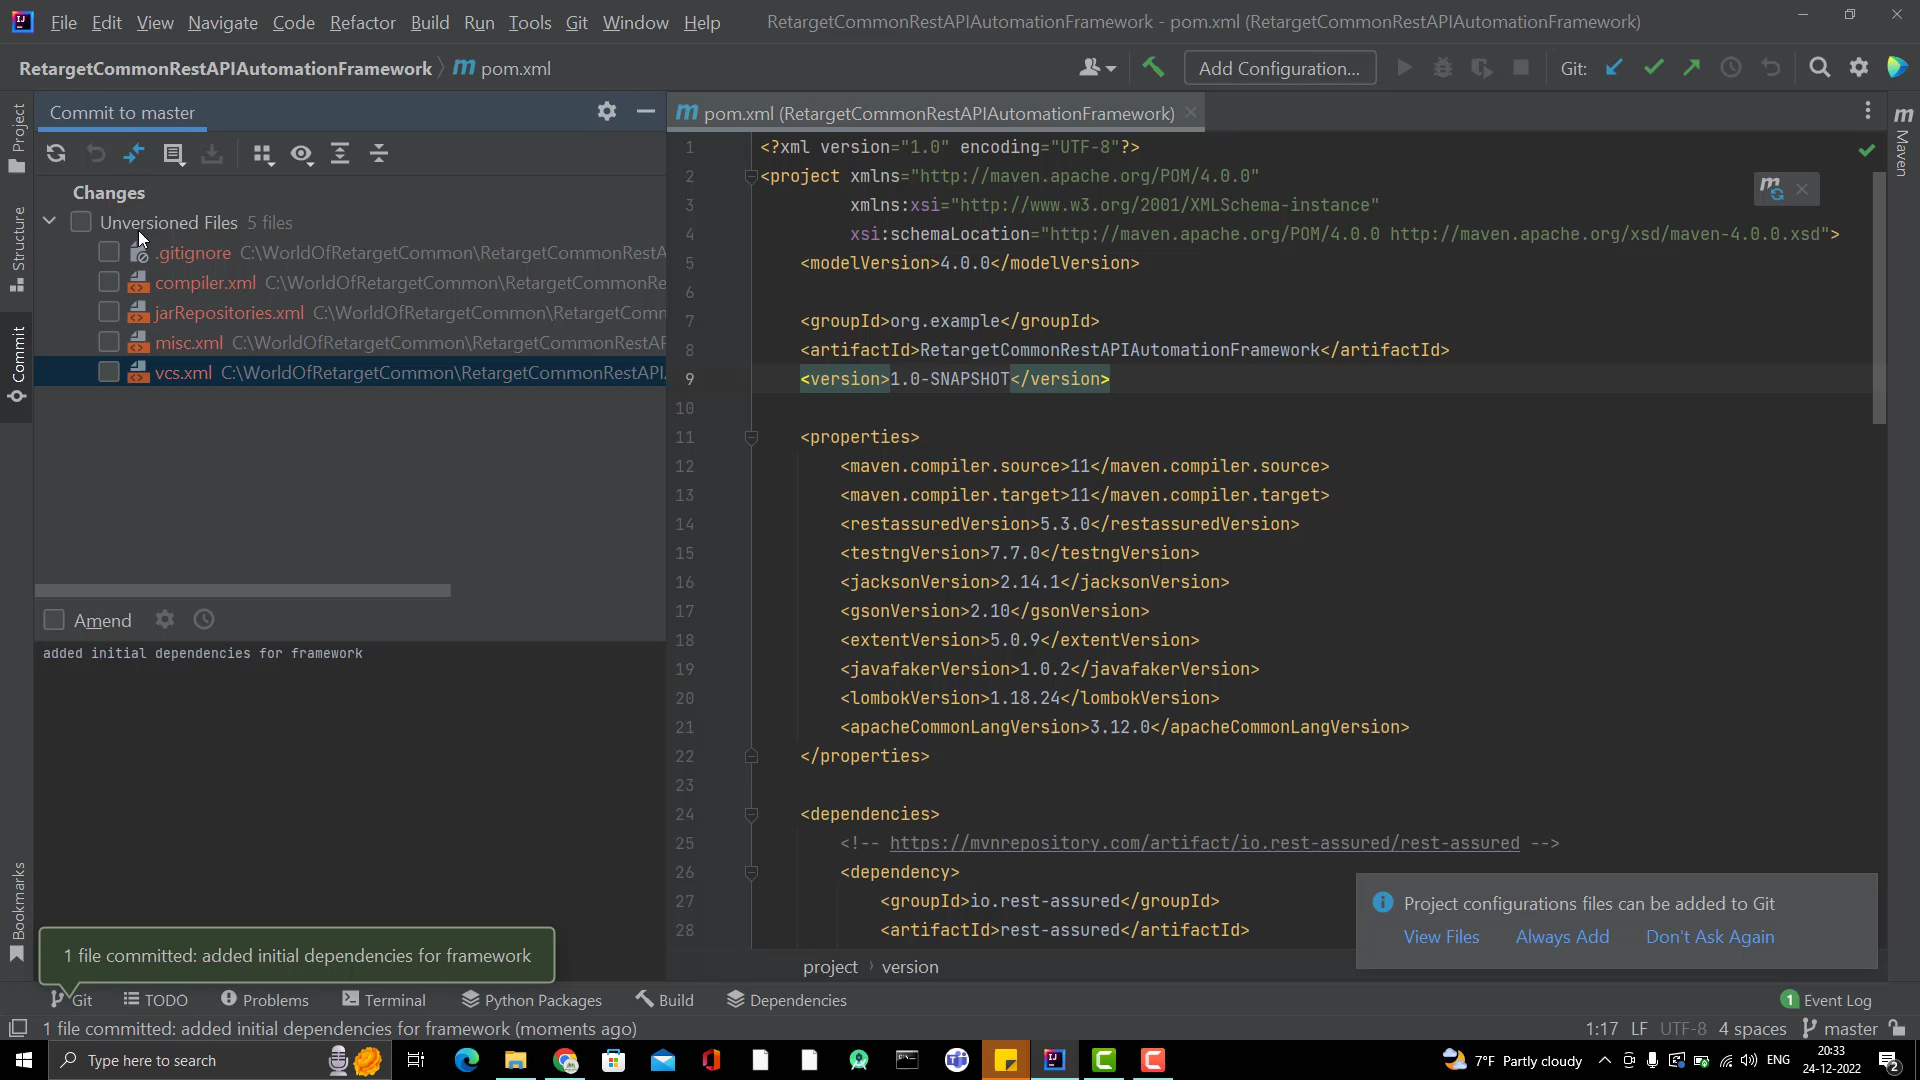 File Edit View Navigate Code Refactor Build Run Tools Git Window Help RetargetCommonRestAPIAutomationFramework - pom.xml (RetargetCommonRestAPIAutomationFramework)
RetargetCommonRestAPIAutomationFramework pom.xml Add Configuration... Git:
Commit to master
pom.xml (RetargetCommonRestAPIAutomationFramework)
Project
Structure
Commit
Bookmarks
Maven
Changes
Unversioned Files 5 files
.gitignore C:\WorldOfRetargetCommon\RetargetCommonRestA
compiler.xml C:\WorldOfRetargetCommon\RetargetCommonRe
jarRepositories.xml C:\WorldOfRetargetCommon\RetargetCommo
misc.xml C:\WorldOfRetargetCommon\RetargetCommonRestAP
vcs.xml C:\WorldOfRetargetCommon\RetargetCommonRestAPI
Amend
added initial dependencies for framework
1 <?xml version="1.0" encoding="UTF-8"?>
2 <project xmlns="http://maven.apache.org/POM/4.0.0"
3 xmlns:xsi="http://www.w3.org/2001/XMLSchema-instance"
4 xsi:schemaLocation="http://maven.apache.org/POM/4.0.0 http://maven.apache.org/xsd/maven-4.0.0.xsd">
5 <modelVersion>4.0.0</modelVersion>
6
7 <groupId>org.example</groupId>
8 <artifactId>RetargetCommonRestAPIAutomationFramework</artifactId>
9 <version>1.0-SNAPSHOT</version>
10
11 <properties>
12 <maven.compiler.source>11</maven.compiler.source>
13 <maven.compiler.target>11</maven.compiler.target>
14 <restassuredVersion>5.3.0</restassuredVersion>
15 <testngVersion>7.7.0</testngVersion>
16 <jacksonVersion>2.14.1</jacksonVersion>
17 <gsonVersion>2.10</gsonVersion>
18 <extentVersion>5.0.9</extentVersion>
19 <javafakerVersion>1.0.2</javafakerVersion>
20 <lombokVersion>1.18.24</lombokVersion>
21 <apacheCommonLangVersion>3.12.0</apacheCommonLangVersion>
22 </properties>
23
24 <dependencies>
25 <!-- https://mvnrepository.com/artifact/io.rest-assured/rest-assured -->
26 <dependency>
27 <groupId>io.rest-assured</groupId>
28 <artifactId>rest-assured</artifactId>
Project configurations files can be added to Git
View Files Always Add Don't Ask Again
1 file committed: added initial dependencies for framework
project › version
Git TODO Problems Terminal Python Packages Build Dependencies 1 Event Log
1 file committed: added initial dependencies for framework (moments ago) 1:17 LF UTF-8 4 spaces master
Type here to search 7°F Partly cloudy ENG 20:33
24-12-2022 2